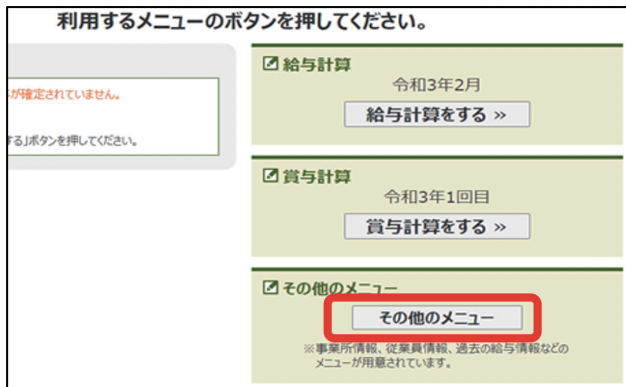 利用するメニューのボタンを押してください。
が確定されていません。
する」ボタンを押してください。
給与計算
令和3年2月
給与計算をする »
賞与計算
令和3年1回目
賞与計算をする »
その他のメニュー
その他のメニュー
※事業所情報、従業員情報、過去の給与情報などの
メニューが用意されています。